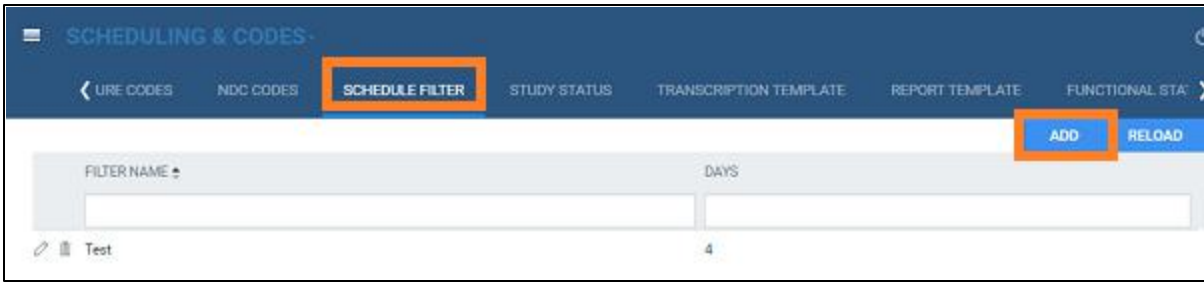 SCHEDULING & CODES
URE CODES NDC CODES SCHEDULE FILTER STUDY STATUS TRANSCRIPTION TEMPLATE REPORT TEMPLATE FUNCTIONAL STA
ADD RELOAD
FILTER NAME DAYS
Test 4